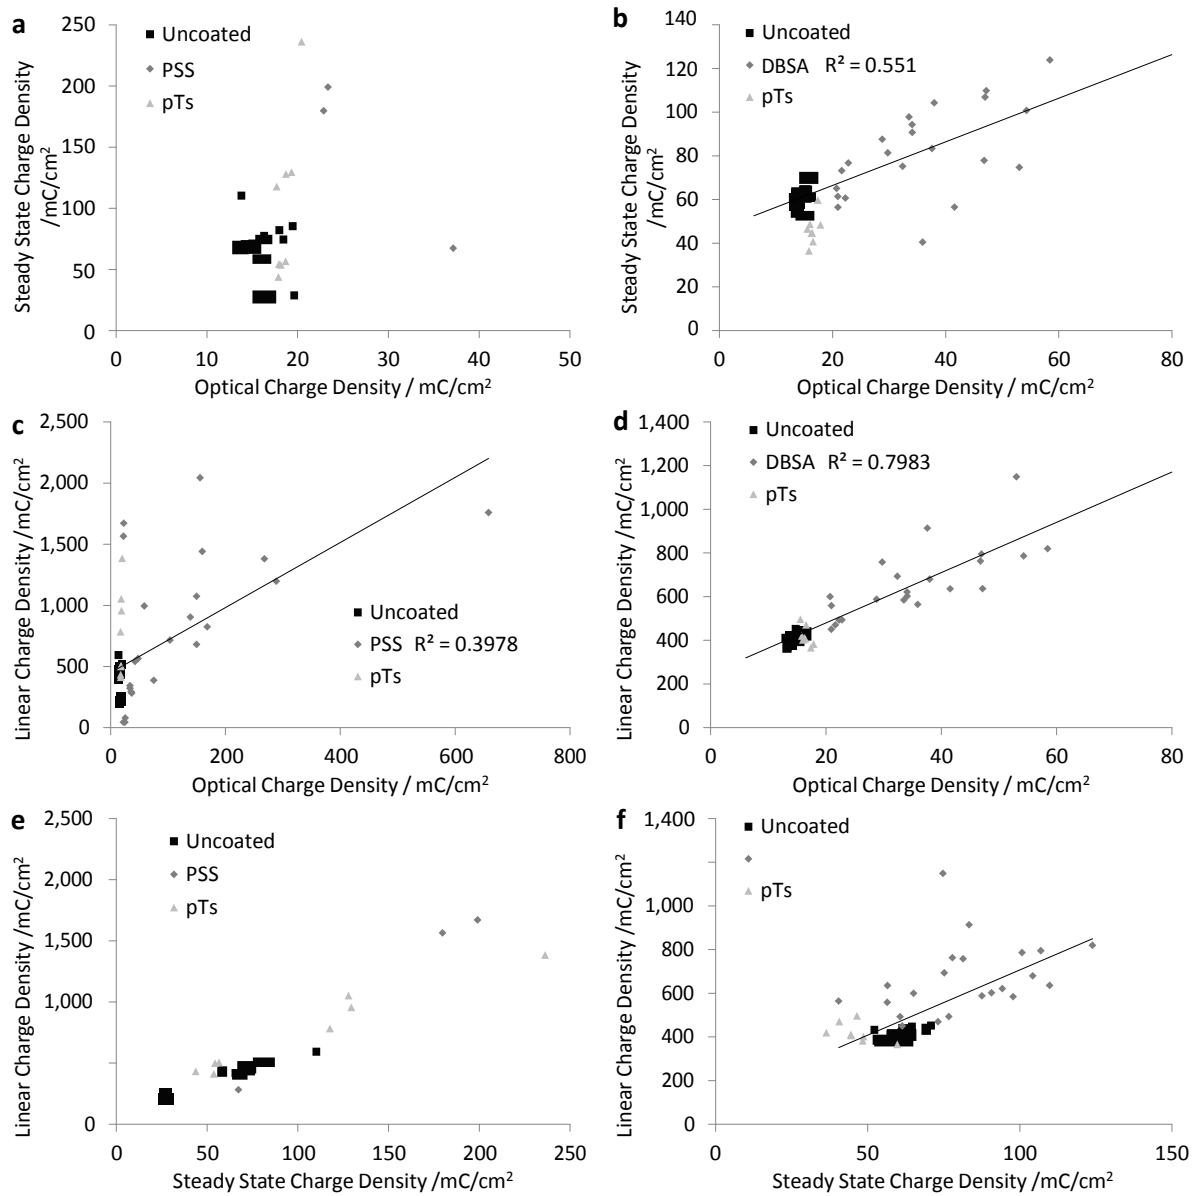 a
250
200
150
100
50
0
0 10 20 30 40 50
Steady State Charge Density
/mC/cm²
Optical Charge Density / mC/cm²
Uncoated
PSS
pTs
b
140
120
100
80
60
40
20
0
0 20 40 60 80
Steady State Charge Density
/mC/cm²
Optical Charge Density / mC/cm²
Uncoated
DBSA R² = 0.551
pTs
c
2,500
2,000
1,500
1,000
500
0
0 200 400 600 800
Linear Charge Density /mC/cm²
Optical Charge Density / mC/cm²
Uncoated
PSS R² = 0.3978
pTs
d
1,400
1,200
1,000
800
600
400
200
0
0 20 40 60 80
Linear Charge Density /mC/cm²
Optical Charge Density / mC/cm²
Uncoated
DBSA R² = 0.7983
pTs
e
2,500
2,000
1,500
1,000
500
0
0 50 100 150 200 250
Linear Charge Density /mC/cm²
Steady State Charge Density /mC/cm²
Uncoated
PSS
pTs
f
1,400
1,200
1,000
800
600
400
200
0
0 50 100 150
Linear Charge Density /mC/cm²
Steady State Charge Density /mC/cm²
Uncoated
pTs